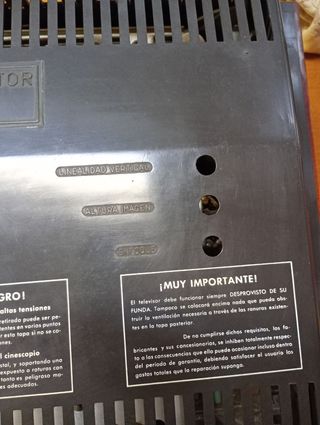 TOR
LINEALIDAD VERTICAL
ALTURA IMAGEN
GRO!
altas tensiones
etirado puede ser pe-
tentes en varios puntos
r esta tapa si no se co-
ones.
l cinescopio
stal, y soportando una
expuesto a roturas con
tanto es peligroso ma-
es adecuados.
¡MUY IMPORTANTE!
El televisor debe funcionar siempre DESPROVISTO DE SU
FUNDA. Tampoco se colocará encima nada que pueda obs-
truir la ventilación necesaria a través de las ranuras existen-
tes en la tapa posterior.
De no cumplirse dichos requisitos, los fa-
bricantes y sus concesionarios, se inhiben totalmente respec-
to a las consecuencias que ello pueda ocasionar incluso dentro
del período de garantía, debiendo satisfacer el usuario los
gastos totales que la reparación suponga.